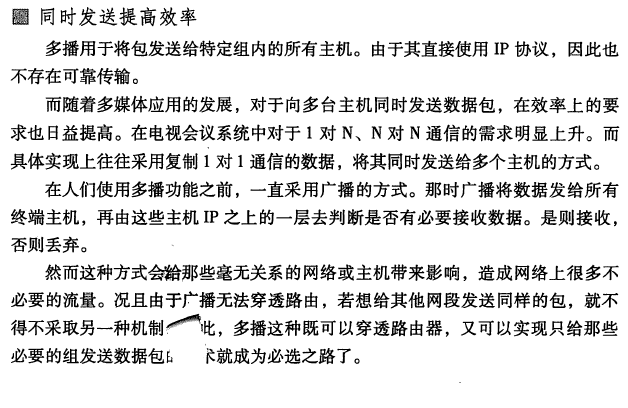 同时发送提高效率
多播用于将包发送给特定组内的所有主机。由于其直接使用 IP 协议，因此也
不存在可靠传输。
而随着多媒体应用的发展，对于向多台主机同时发送数据包，在效率上的要
求也日益提高。在电视会议系统中对于 1 对 N、N 对 N 通信的需求明显上升。而
具体实现上往往采用复制 1 对 1 通信的数据，将其同时发送给多个主机的方式。
在人们使用多播功能之前，一直采用广播的方式。那时广播将数据发给所有
终端主机，再由这些主机 IP 之上的一层去判断是否有必要接收数据。是则接收，
否则丢弃。
然而这种方式会给那些毫无关系的网络或主机带来影响，造成网络上很多不
必要的流量。况且由于广播无法穿透路由，若想给其他网段发送同样的包，就不
得不采取另一种机制 此，多播这种既可以穿透路由器，又可以实现只给那些
必要的组发送数据包 就成为必选之路了。